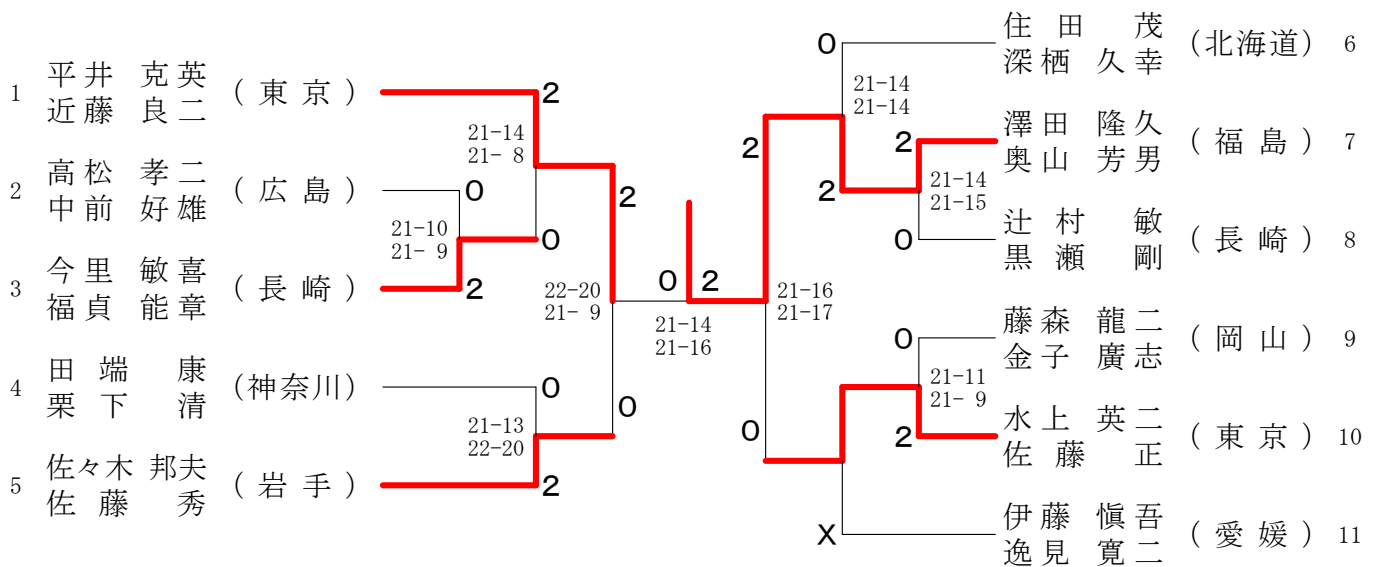 1 平井 克英 (東京)
近藤 良二
2 高松 孝二 (広島)
中前 好雄
3 今里 敏喜 (長崎)
福貞 能章
4 田端 康 (神奈川)
栗下 清
5 佐々木 邦夫 (岩手)
佐藤 秀
2
21-14
21- 8
0
21-10
21- 9
0
2
2
22-20
21- 9
0
21-13
22-20
0
2
0 2
21-14
21-16
2
21-16
21-17
0
0
21-14
21-14
2
2
21-14
21-15
0
0
21-11
21- 9
2
X
住田 茂 (北海道) 6
深栖 久幸
澤田 隆久 (福島) 7
奥山 芳男
辻村 敏 (長崎) 8
黒瀬 剛
藤森 龍二 (岡山) 9
金子 廣志
水上 英二 (東京) 10
佐藤 正
伊藤 愼吾 (愛媛) 11
逸見 寛二